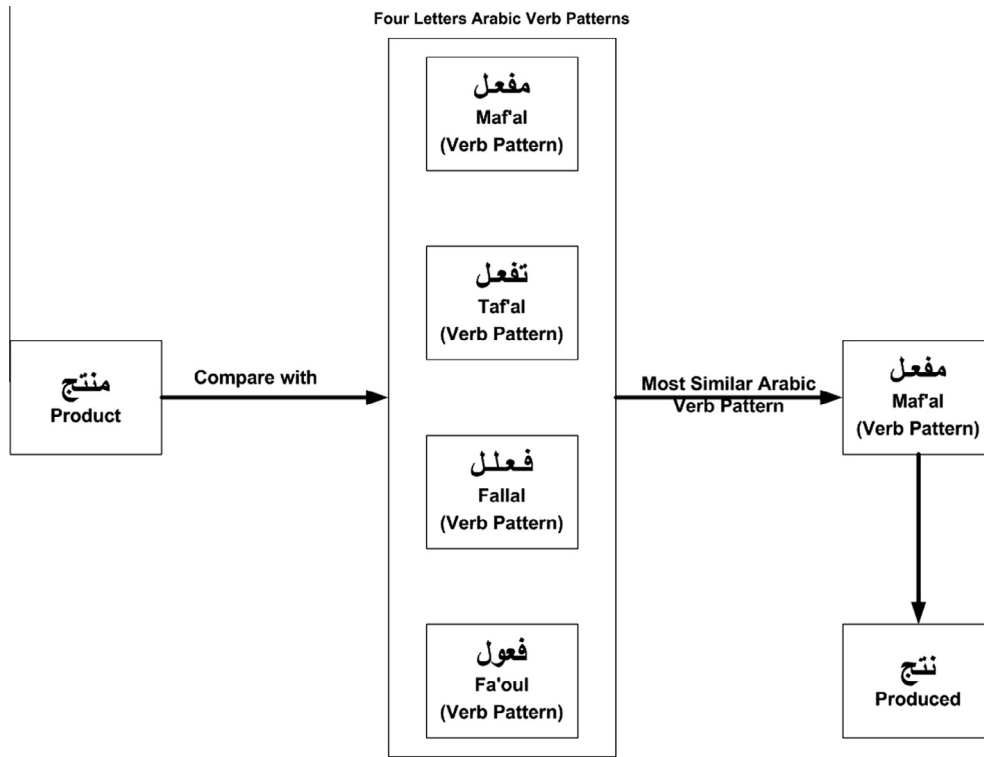 Four Letters Arabic Verb Patterns
مفعل
Maf'al
(Verb Pattern)
تفعل
Taf'al
(Verb Pattern)
منتج
Product
Compare with
فعلل
Fallal
(Verb Pattern)
فعول
Fa'oul
(Verb Pattern)
Most Similar Arabic
Verb Pattern
مفعل
Maf'al
(Verb Pattern)
نتج
Produced